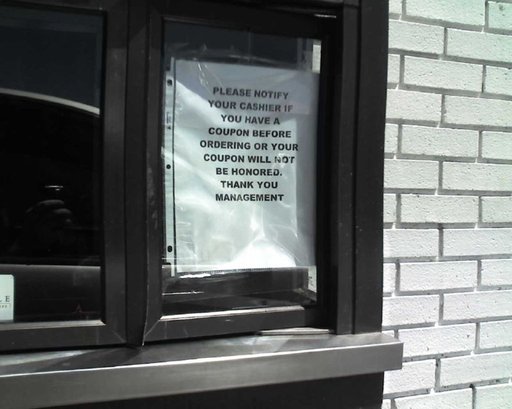 PLEASE NOTIFY
YOUR CASHIER IF
YOU HAVE A
COUPON BEFORE
ORDERING OR YOUR
COUPON WILL NOT
BE HONORED.
THANK YOU
MANAGEMENT